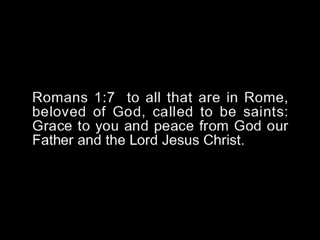 Romans 1:7  to all that are in Rome,
beloved of God, called to be saints:
Grace to you and peace from God our
Father and the Lord Jesus Christ.